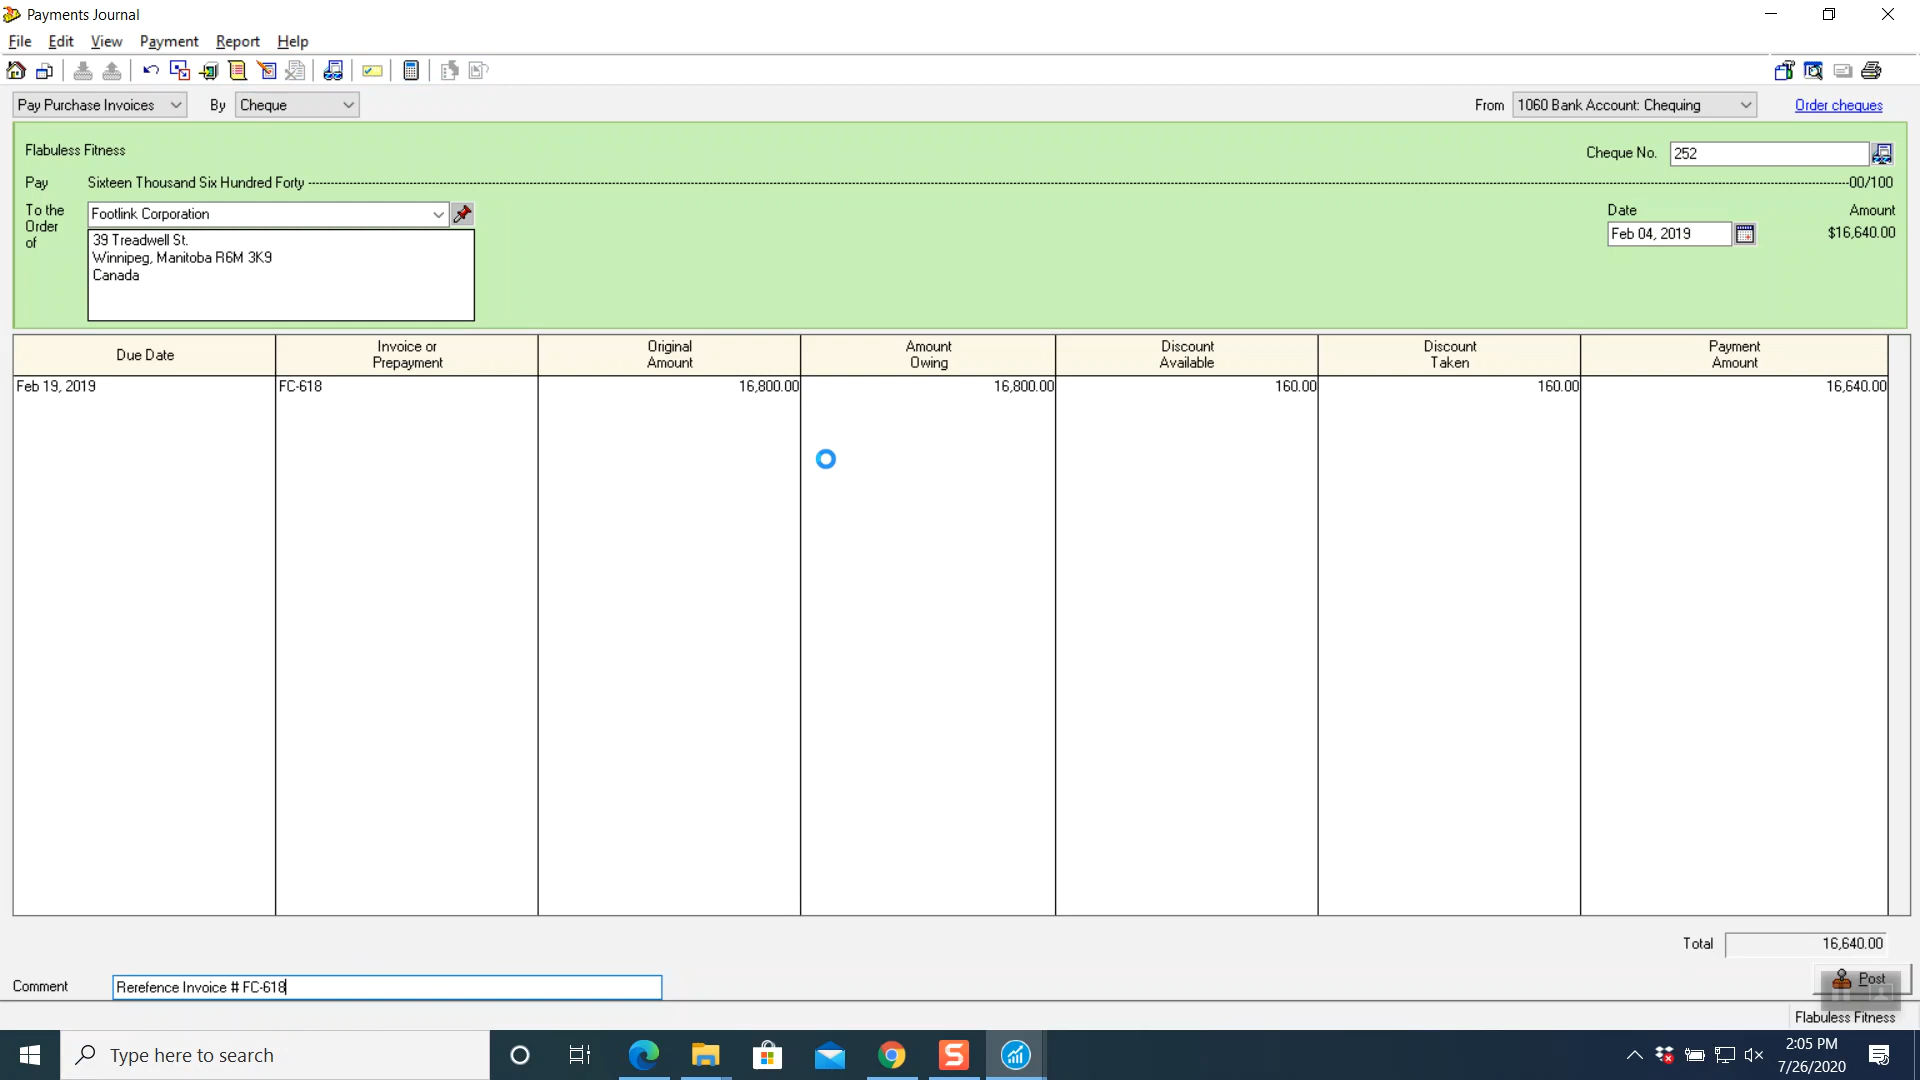 Payments Journal
File Edit View Payment Report Help
Pay Purchase Invoices By Cheque From 1060 Bank Account: Chequing Order cheques
Flabuless Fitness Cheque No. 252
Pay Sixteen Thousand Six Hundred Forty 00/100
To the Order of
Footlink Corporation
39 Treadwell St.
Winnipeg, Manitoba R6M 3K9
Canada
Date Amount
Feb 04, 2019 $16,640.00
Due Date Invoice or Prepayment Original Amount Amount Owing Discount Available Discount Taken Payment Amount
Feb 19, 2019 FC-618 16,800.00 16,800.00 160.00 160.00 16,640.00
Total 16,640.00
Comment Rerefence Invoice # FC-618
Post
Flabuless Fitness
Type here to search
S
2:05 PM
7/26/2020